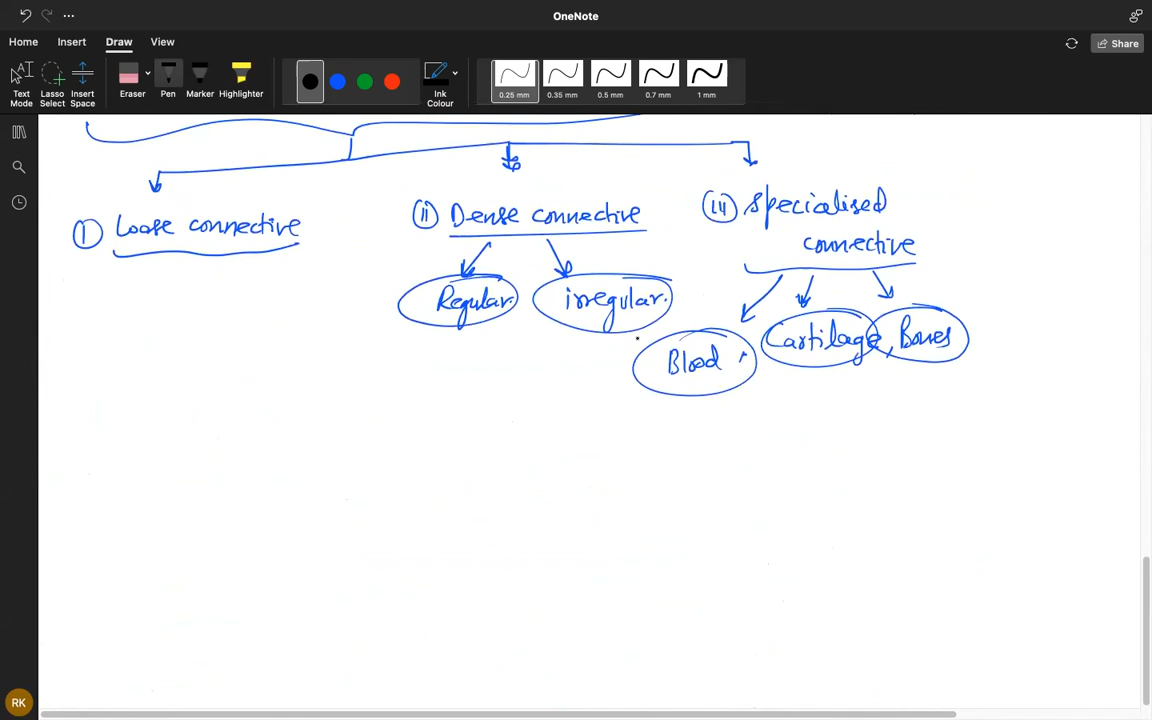 OneNote
Home Insert Draw View
Share
Text Mode
Lasso Select
Insert Space
Eraser
Pen
Marker
Highlighter
Ink Colour
0.25 mm 0.35 mm 0.5 mm 0.7 mm 1 mm
(i) Loose connective
(ii) Dense connective
(iii) Specialised connective
Regular. irregular.
Blood, Cartilage, Bones
RK